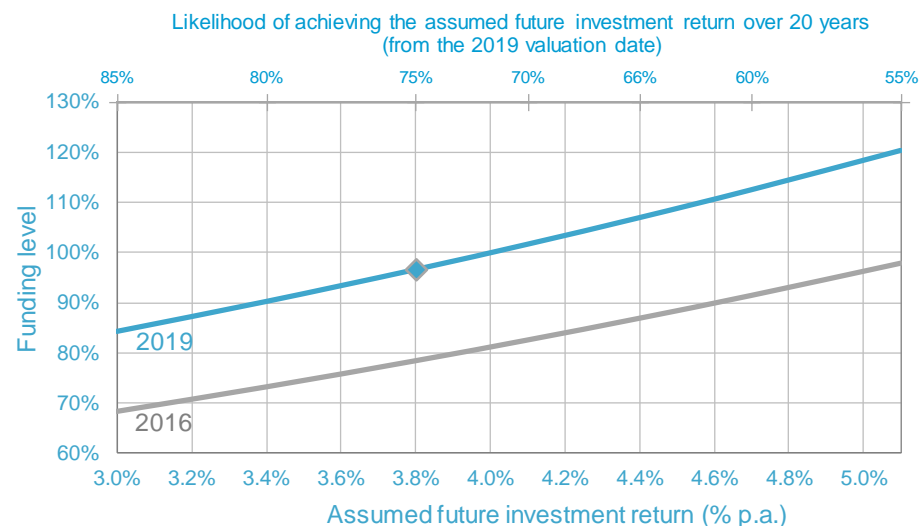 Likelihood of achieving the assumed future investment return over 20 years
(from the 2019 valuation date)
85% 80% 75% 70% 66% 60% 55%
130%
120%
110%
100%
90%
80%
70%
60%
Funding level
2019
2016
3.0% 3.2% 3.4% 3.6% 3.8% 4.0% 4.2% 4.4% 4.6% 4.8% 5.0%
Assumed future investment return (% p.a.)